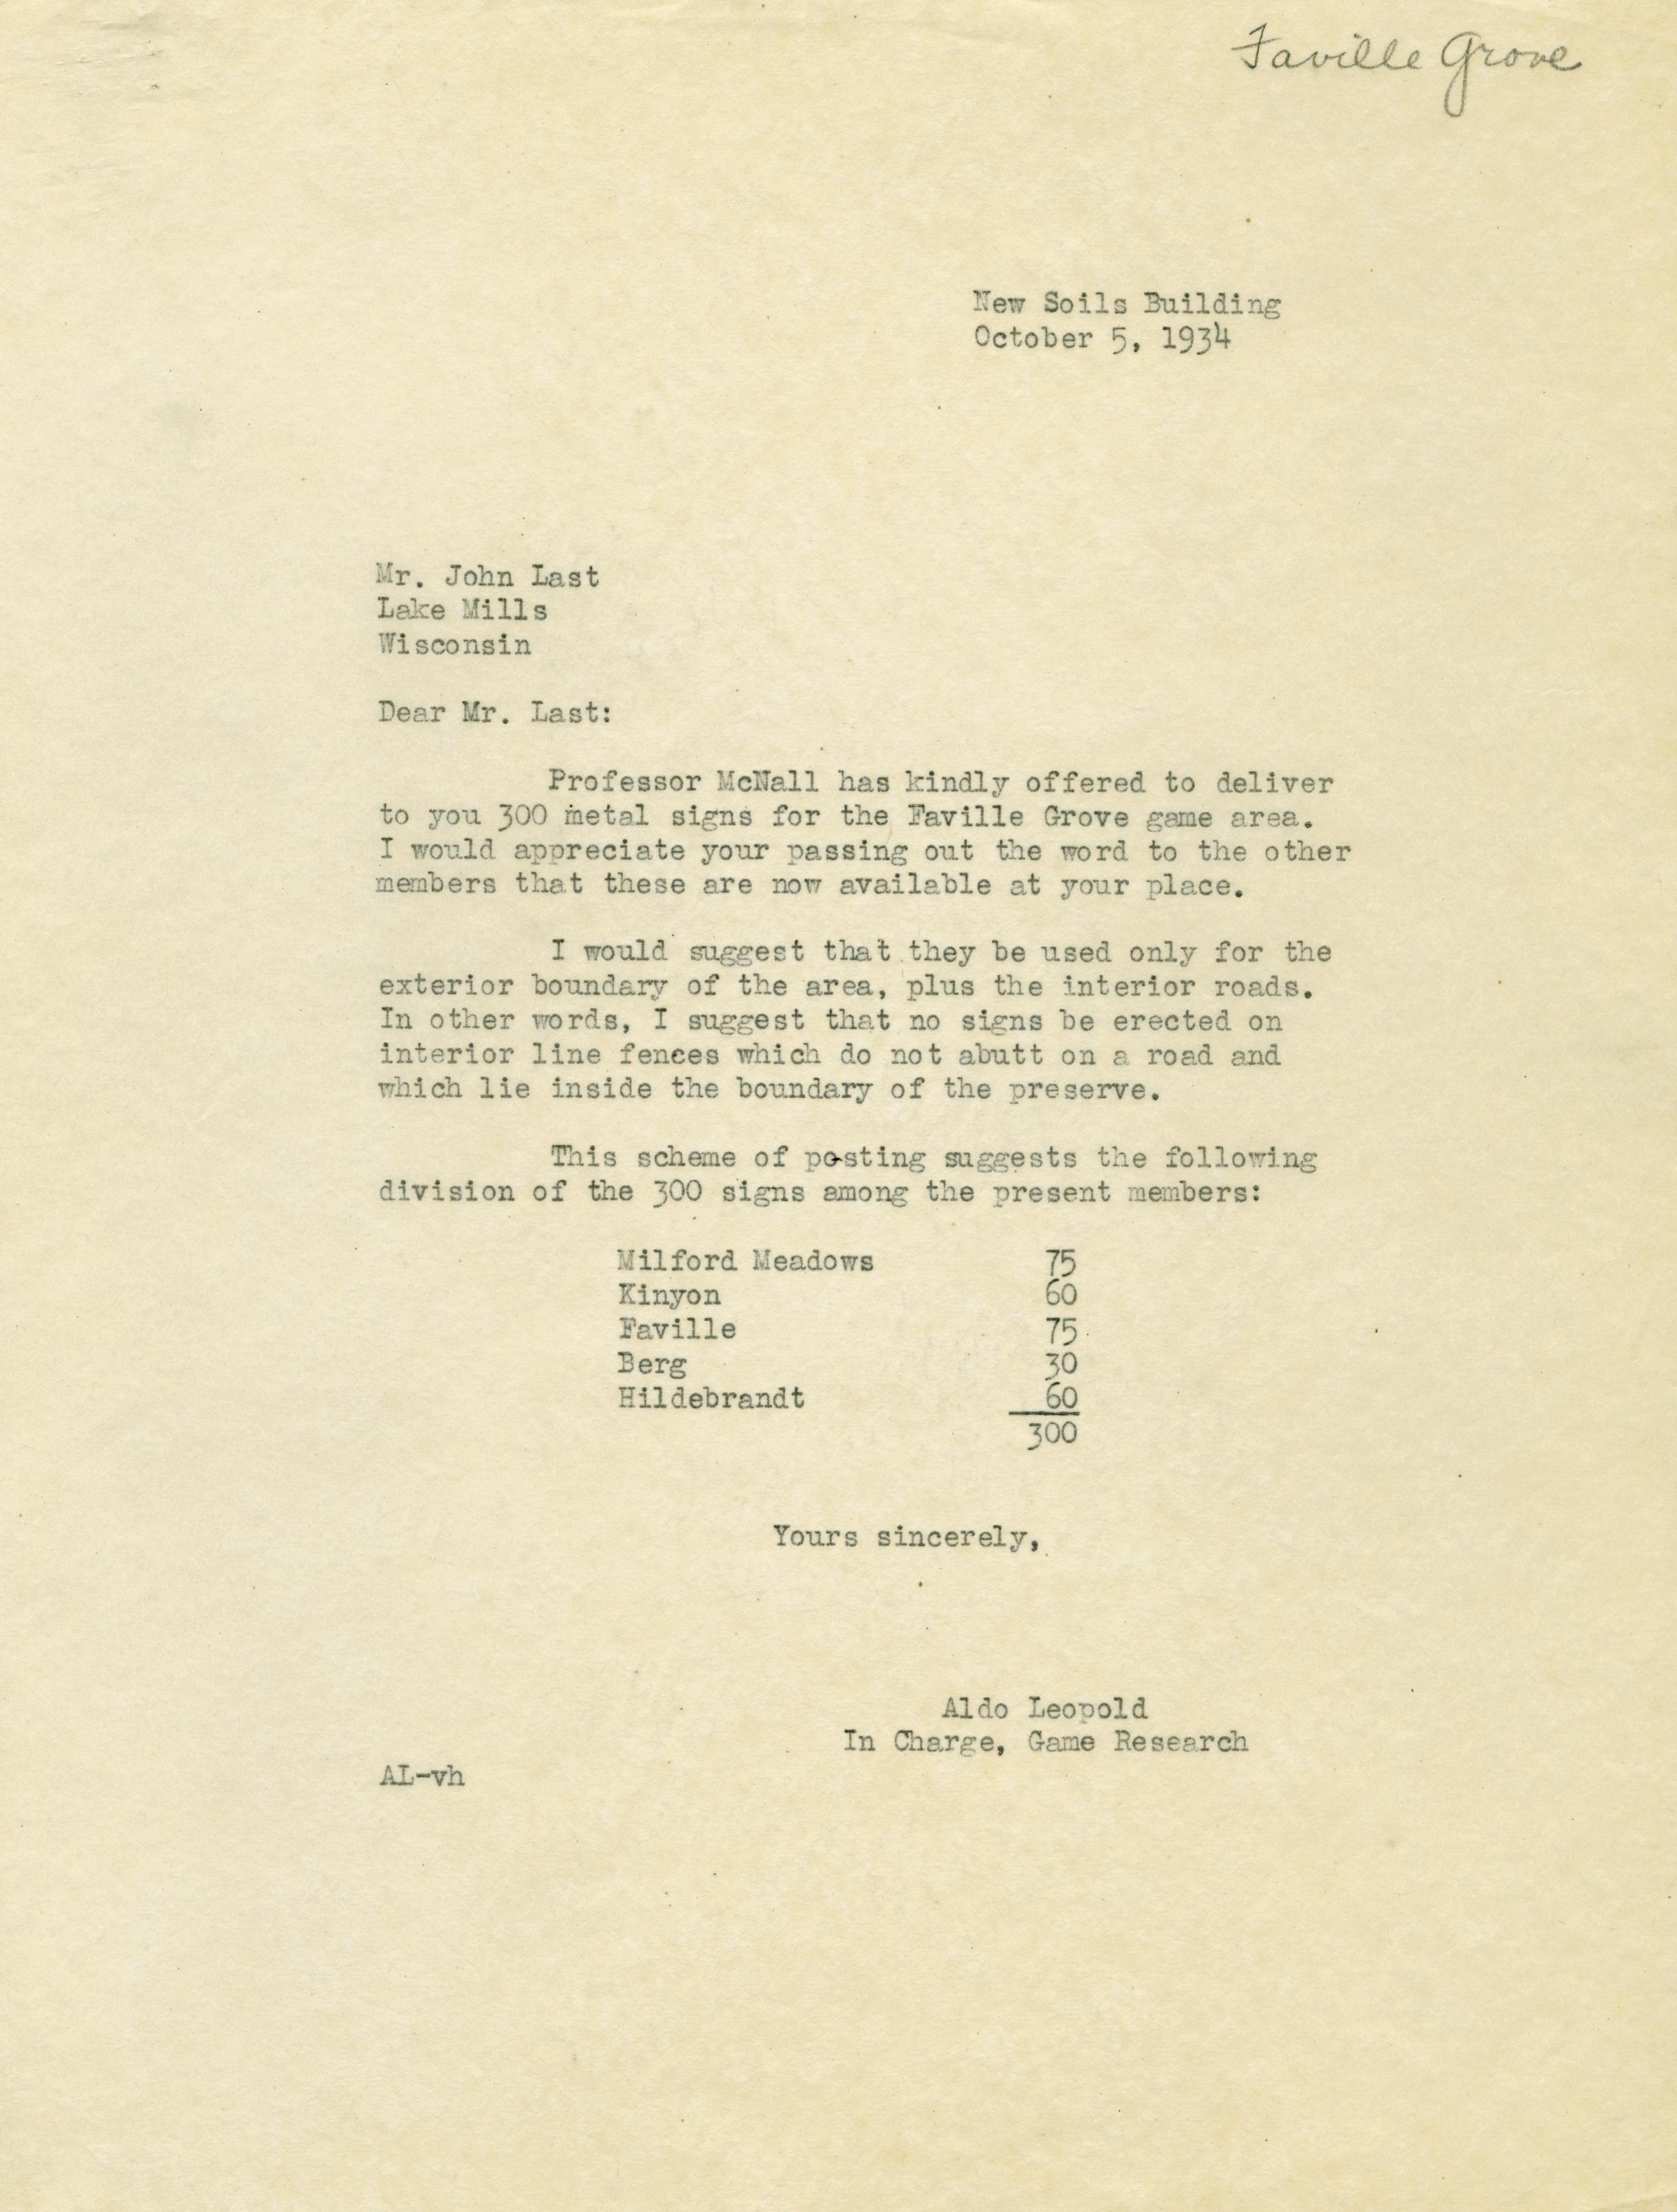 Faville Grove
New Soils Building
October 5, 1934
Mr. John Last
Lake Mills
Wisconsin
Dear Mr. Last:
Professor McNall has kindly offered to deliver
to you 300 metal signs for the Faville Grove game area.
I would appreciate your passing out the word to the other
members that these are now available at your place.
I would suggest that they be used only for the
exterior boundary of the area, plus the interior roads.
In other words, I suggest that no signs be erected on
interior line fences which do not abutt on a road and
which lie inside the boundary of the preserve.
This scheme of posting suggests the following
division of the 300 signs among the present members:
Milford Meadows 75
Kinyon 60
Faville 75
Berg 30
Hildebrandt 60
300
Yours sincerely,
Aldo Leopold
In Charge, Game Research
AL-vh